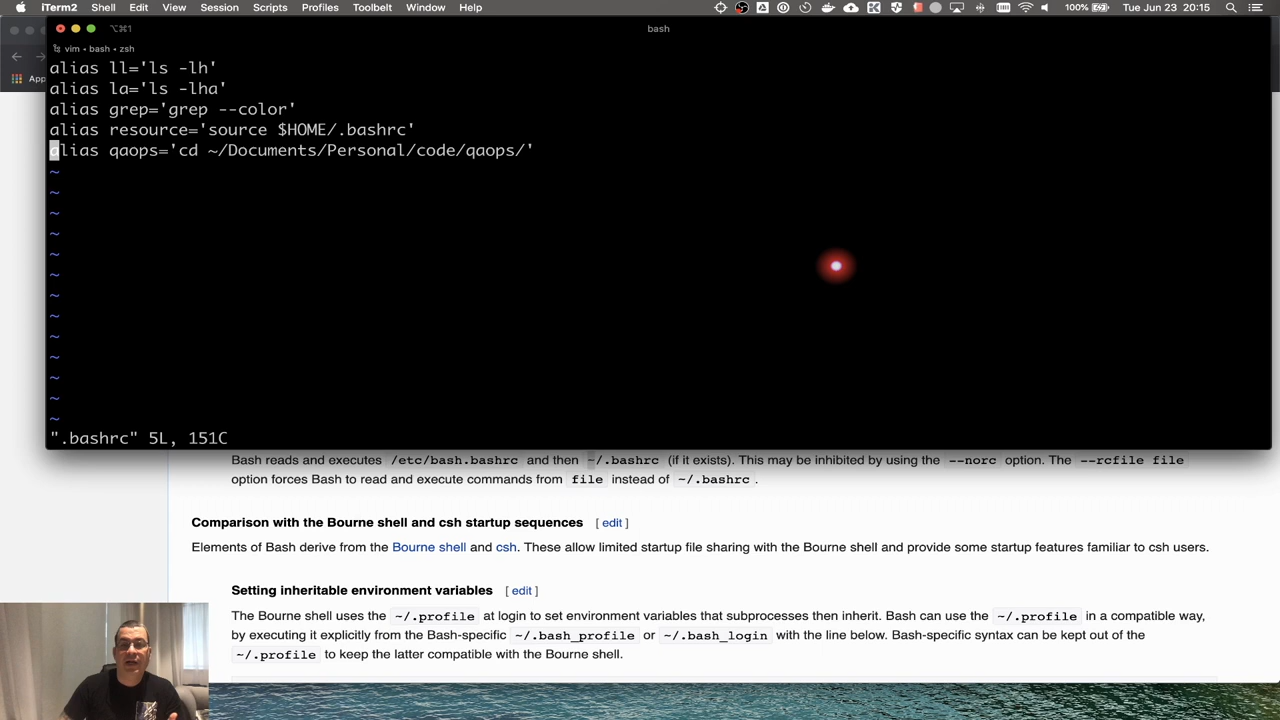 iTerm2 Shell Edit View Session Scripts Profiles Toolbelt Window Help 100% Tue Jun 23 20:15
⌥⌘1 bash
vim • bash • zsh
App
alias ll='ls -lh'
alias la='ls -lha'
alias grep='grep --color'
alias resource='source $HOME/.bashrc'
alias qaops='cd ~/Documents/Personal/code/qaops/'
~
~
~
~
~
~
~
~
~
~
~
~
~
".bashrc" 5L, 151C
Bash reads and executes /etc/bash.bashrc and then ~/.bashrc (if it exists). This may be inhibited by using the --norc option. The --rcfile file
option forces Bash to read and execute commands from file instead of ~/.bashrc .
Comparison with the Bourne shell and csh startup sequences [ edit ]
Elements of Bash derive from the Bourne shell and csh. These allow limited startup file sharing with the Bourne shell and provide some startup features familiar to csh users.
Setting inheritable environment variables [ edit ]
The Bourne shell uses the ~/.profile at login to set environment variables that subprocesses then inherit. Bash can use the ~/.profile in a compatible way,
by executing it explicitly from the Bash-specific ~/.bash_profile or ~/.bash_login with the line below. Bash-specific syntax can be kept out of the
~/.profile to keep the latter compatible with the Bourne shell.